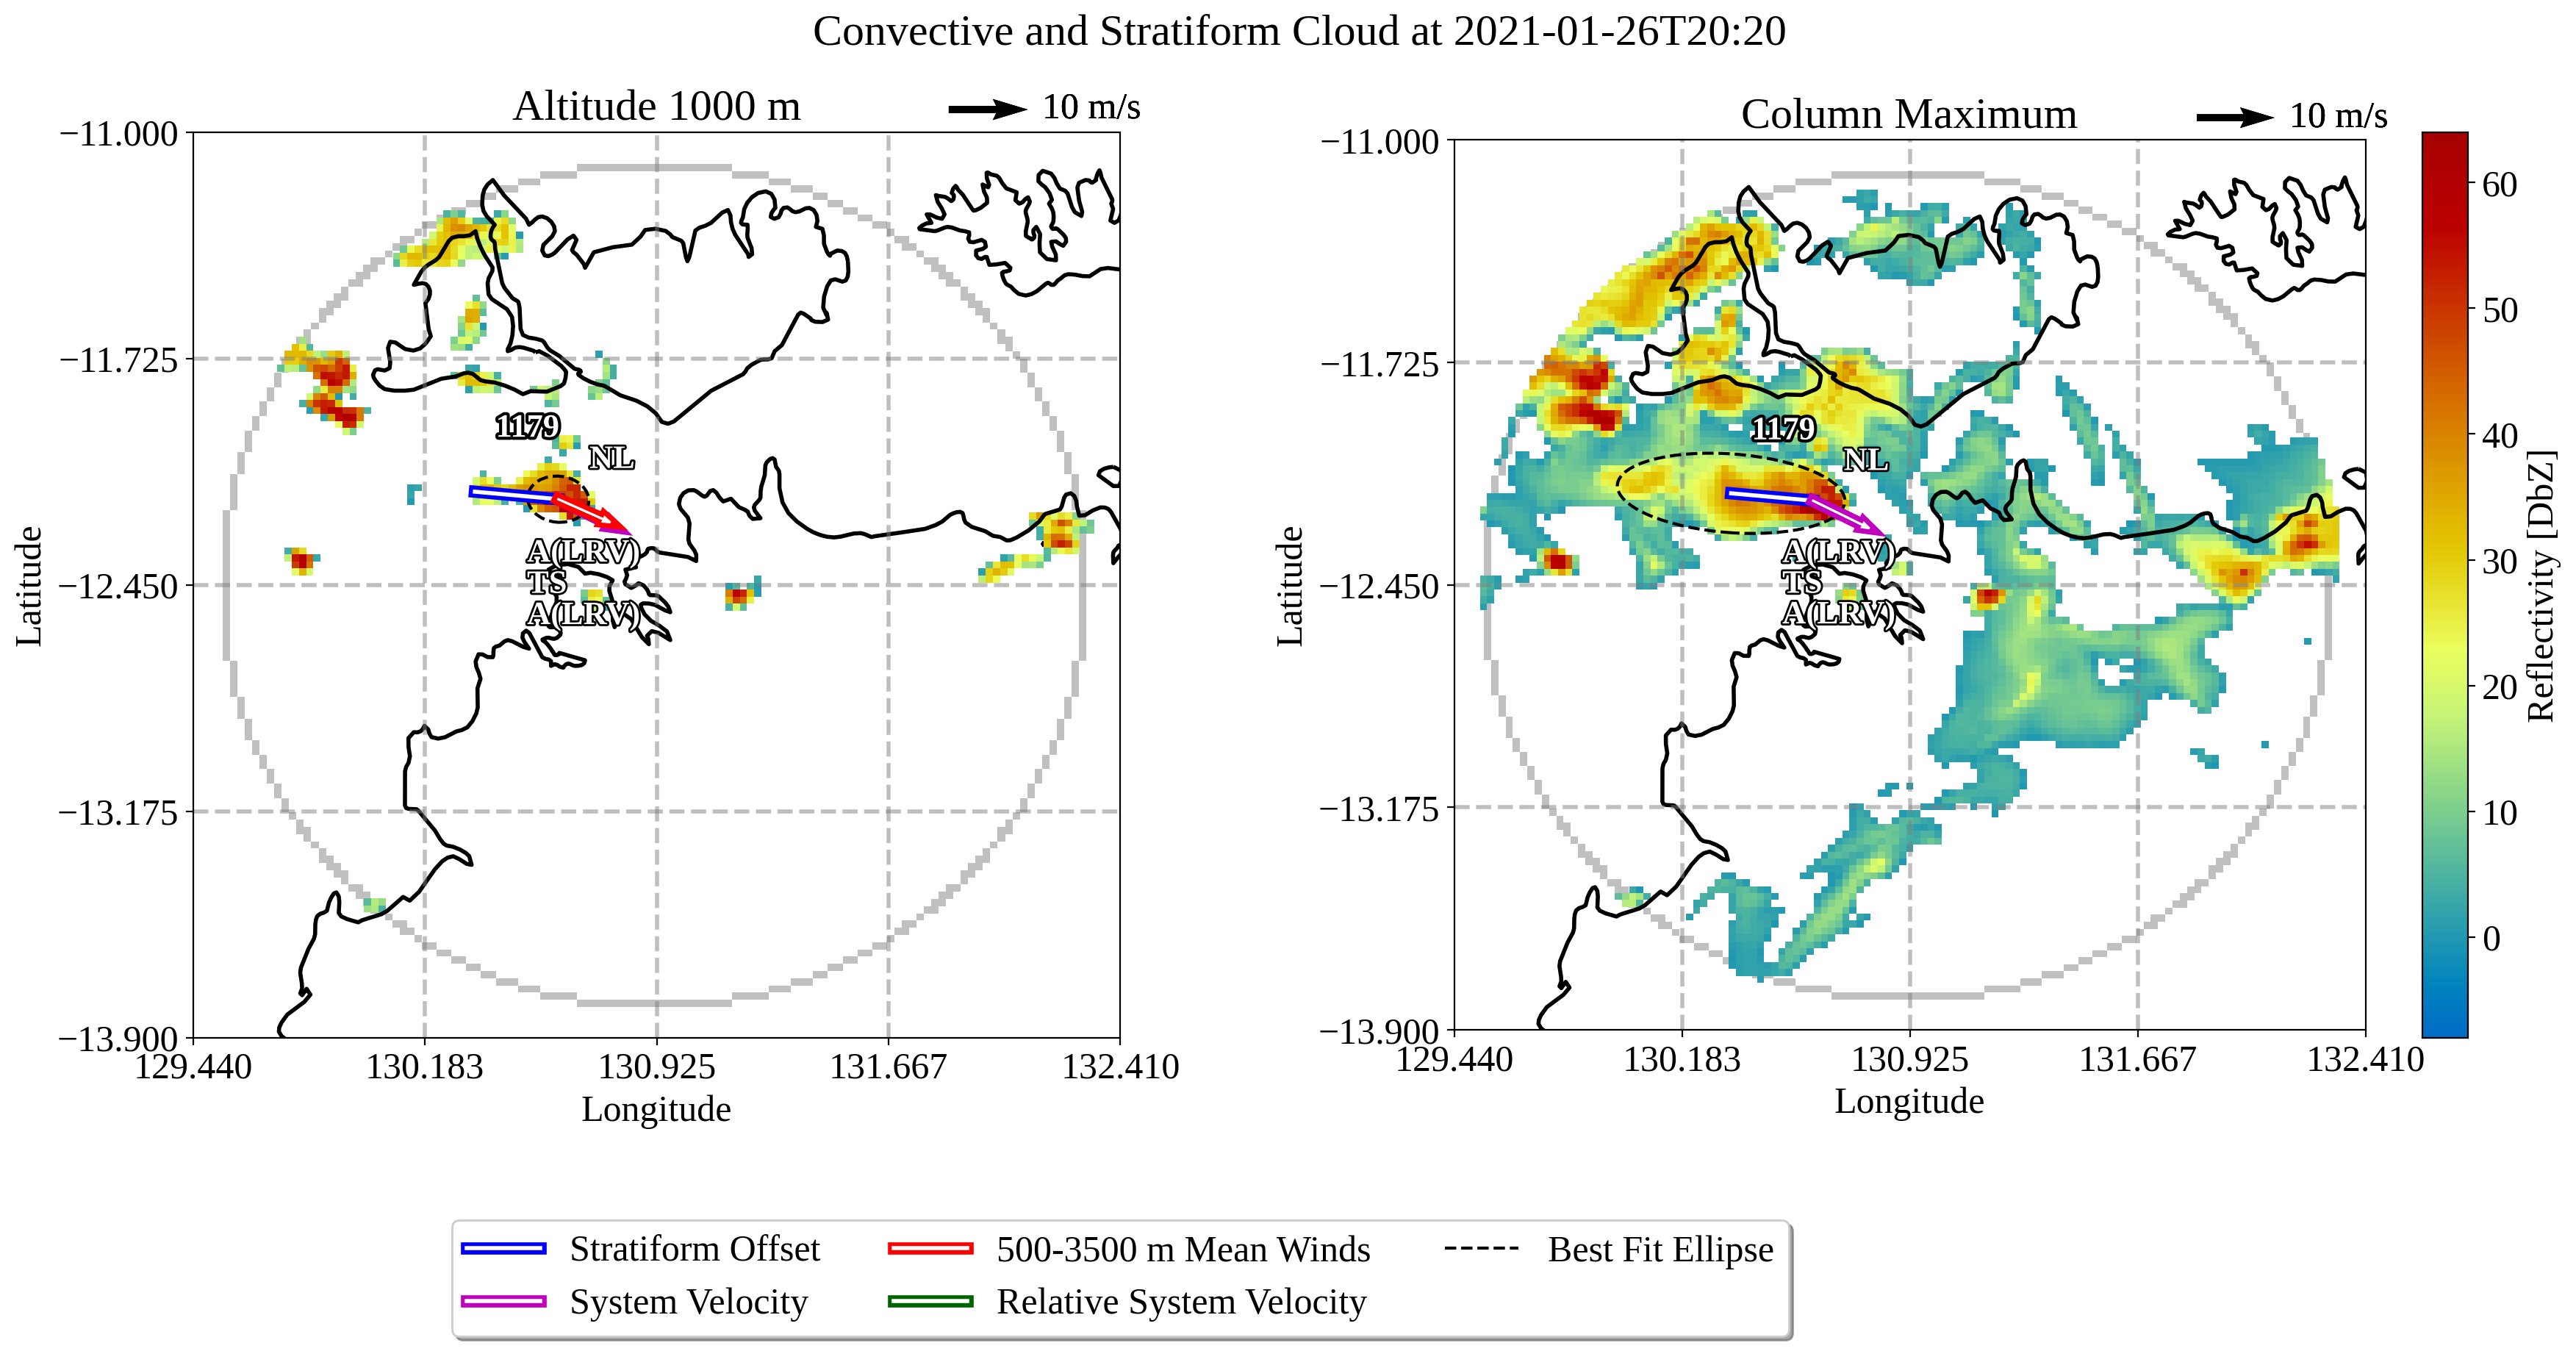 Convective and Stratiform Cloud at 2021-01-26T20:20
Altitude 1000 m
10 m/s
−11.000
−11.725
−12.450
−13.175
−13.900
129.440
130.183
130.925
131.667
132.410
Latitude
Longitude
1179
NL
A(LRV)
TS
A(LRV)
Column Maximum
10 m/s
−11.000
−11.725
−12.450
−13.175
−13.900
129.440
130.183
130.925
131.667
132.410
Latitude
Longitude
1179
NL
A(LRV)
TS
A(LRV)
60
50
40
30
20
10
0
Reflectivity [DbZ]
Stratiform Offset
System Velocity
500-3500 m Mean Winds
Relative System Velocity
Best Fit Ellipse